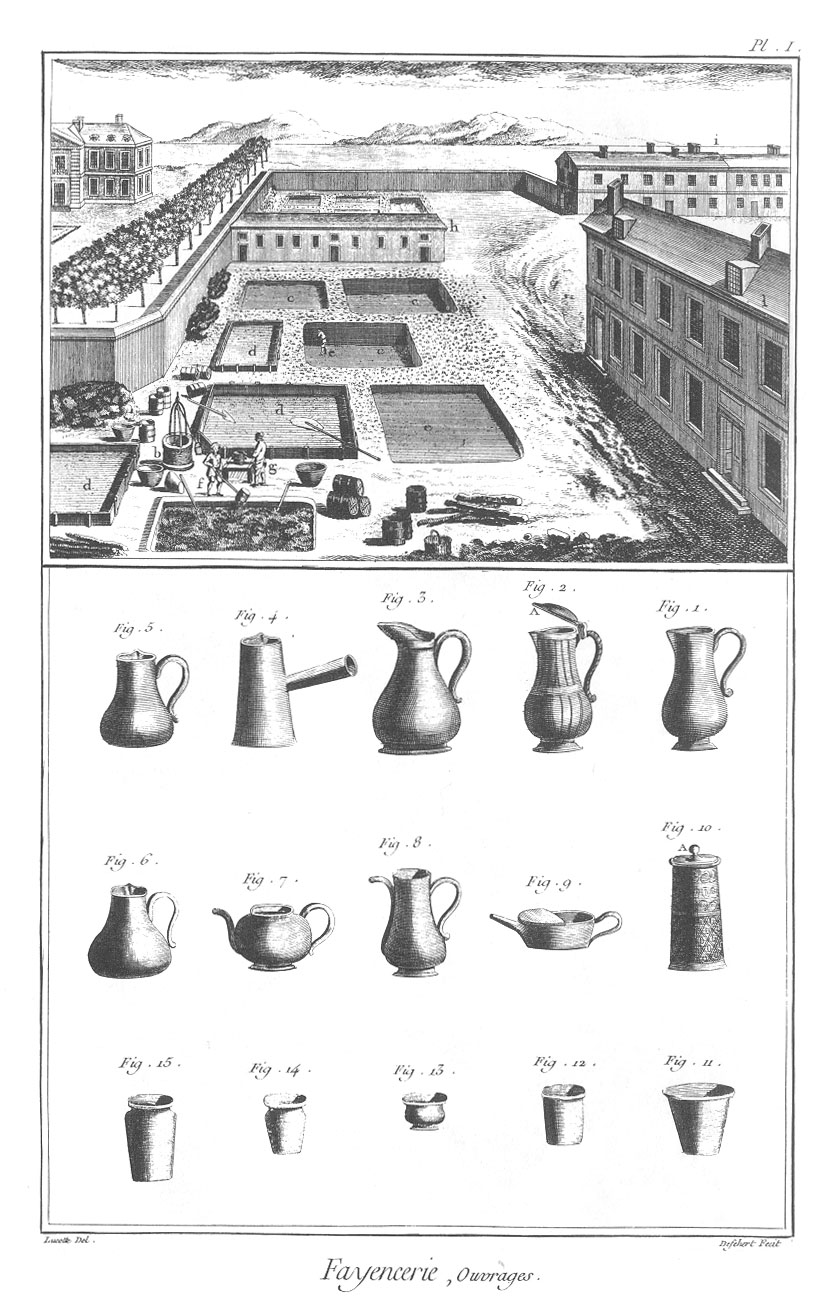 Pl . I .
i
h
l
c
c
d
e
c
d
e
b
g
f
d
Fig . 5 .
Fig . 4 .
Fig . 3 .
Fig . 2 .
Fig . 1 .
A
Fig . 6 .
Fig . 7 .
Fig . 8 .
Fig . 9 .
Fig . 10 .
A
Fig . 15 .
Fig . 14 .
Fig . 13 .
Fig . 12 .
Fig . 11 .
Lucotte Del .
Defehert Fecit
Fayencerie , Ouvrages .